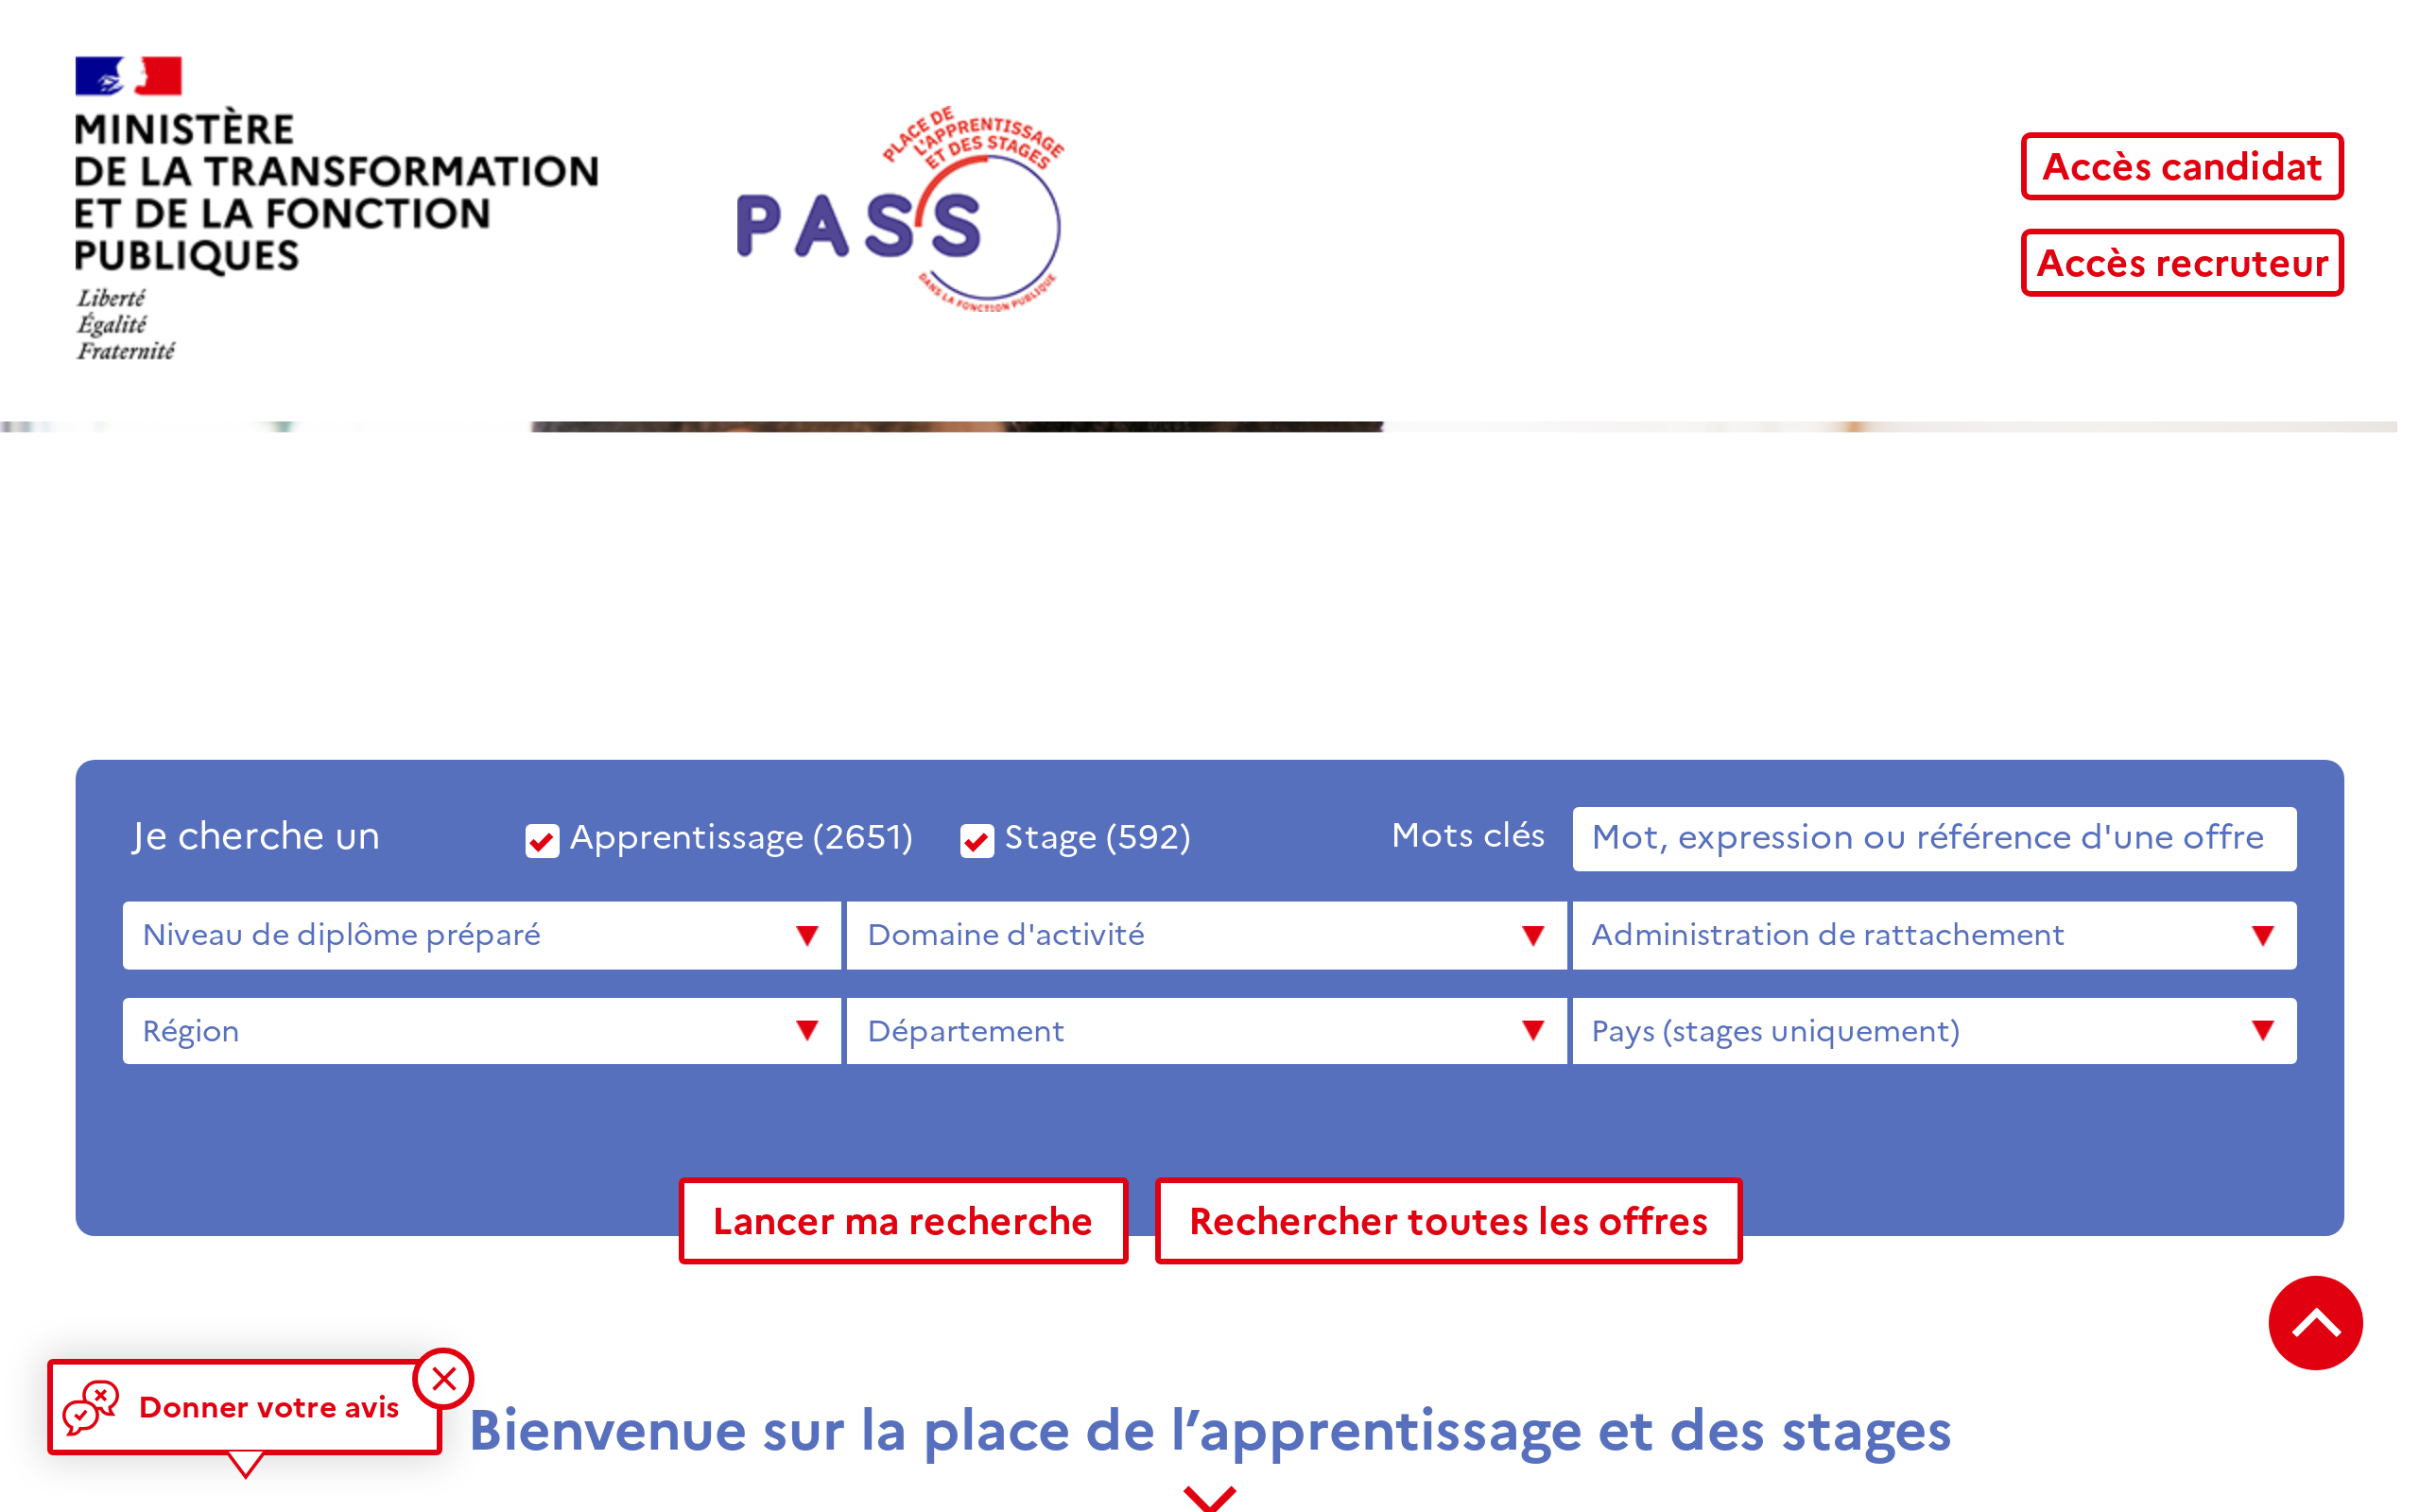 MINISTÈRE
DE LA TRANSFORMATION
ET DE LA FONCTION
PUBLIQUES
Liberté
Égalité
Fraternité
PLACE DE
L'APPRENTISSAGE
ET DES STAGES
PASS
DANS LA FONCTION PUBLIQUE
Accès candidat
Accès recruteur
Je cherche un
Apprentissage (2651)
Stage (592)
Mots clés
Mot, expression ou référence d'une offre
Niveau de diplôme préparé
Domaine d'activité
Administration de rattachement
Région
Département
Pays (stages uniquement)
Lancer ma recherche
Rechercher toutes les offres
Donner votre avis
Bienvenue sur la place de l’apprentissage et des stages